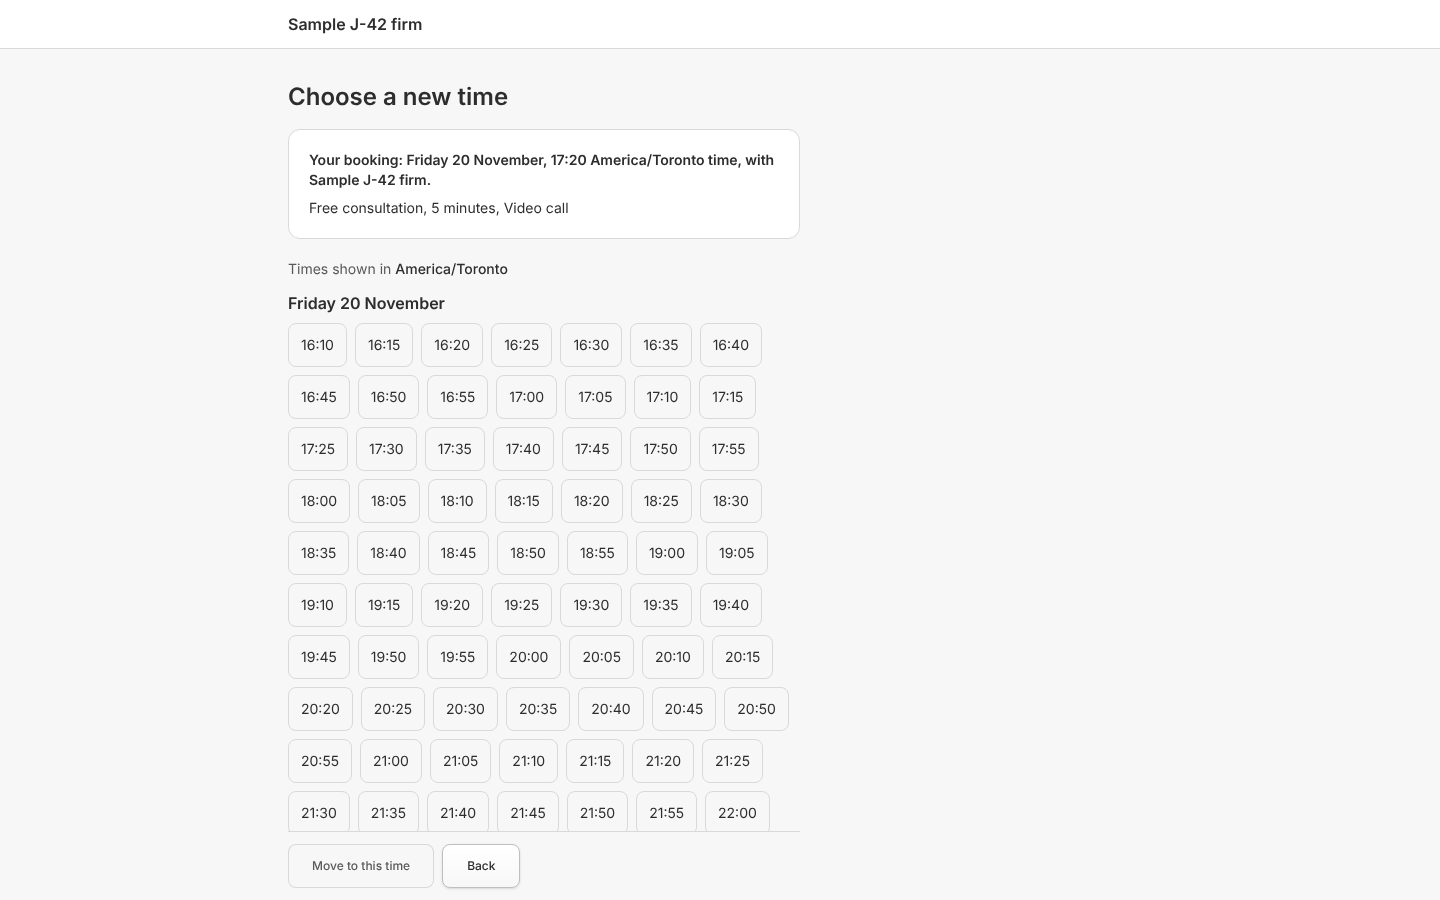 Sample J-42 firm
Choose a new time
Your booking: Friday 20 November, 17:20 America/Toronto time, with
Sample J-42 firm.
Free consultation, 5 minutes, Video call
Times shown in America/Toronto
Friday 20 November
16:10 16:15 16:20 16:25 16:30 16:35 16:40
16:45 16:50 16:55 17:00 17:05 17:10 17:15
17:25 17:30 17:35 17:40 17:45 17:50 17:55
18:00 18:05 18:10 18:15 18:20 18:25 18:30
18:35 18:40 18:45 18:50 18:55 19:00 19:05
19:10 19:15 19:20 19:25 19:30 19:35 19:40
19:45 19:50 19:55 20:00 20:05 20:10 20:15
20:20 20:25 20:30 20:35 20:40 20:45 20:50
20:55 21:00 21:05 21:10 21:15 21:20 21:25
21:30 21:35 21:40 21:45 21:50 21:55 22:00
Move to this time Back